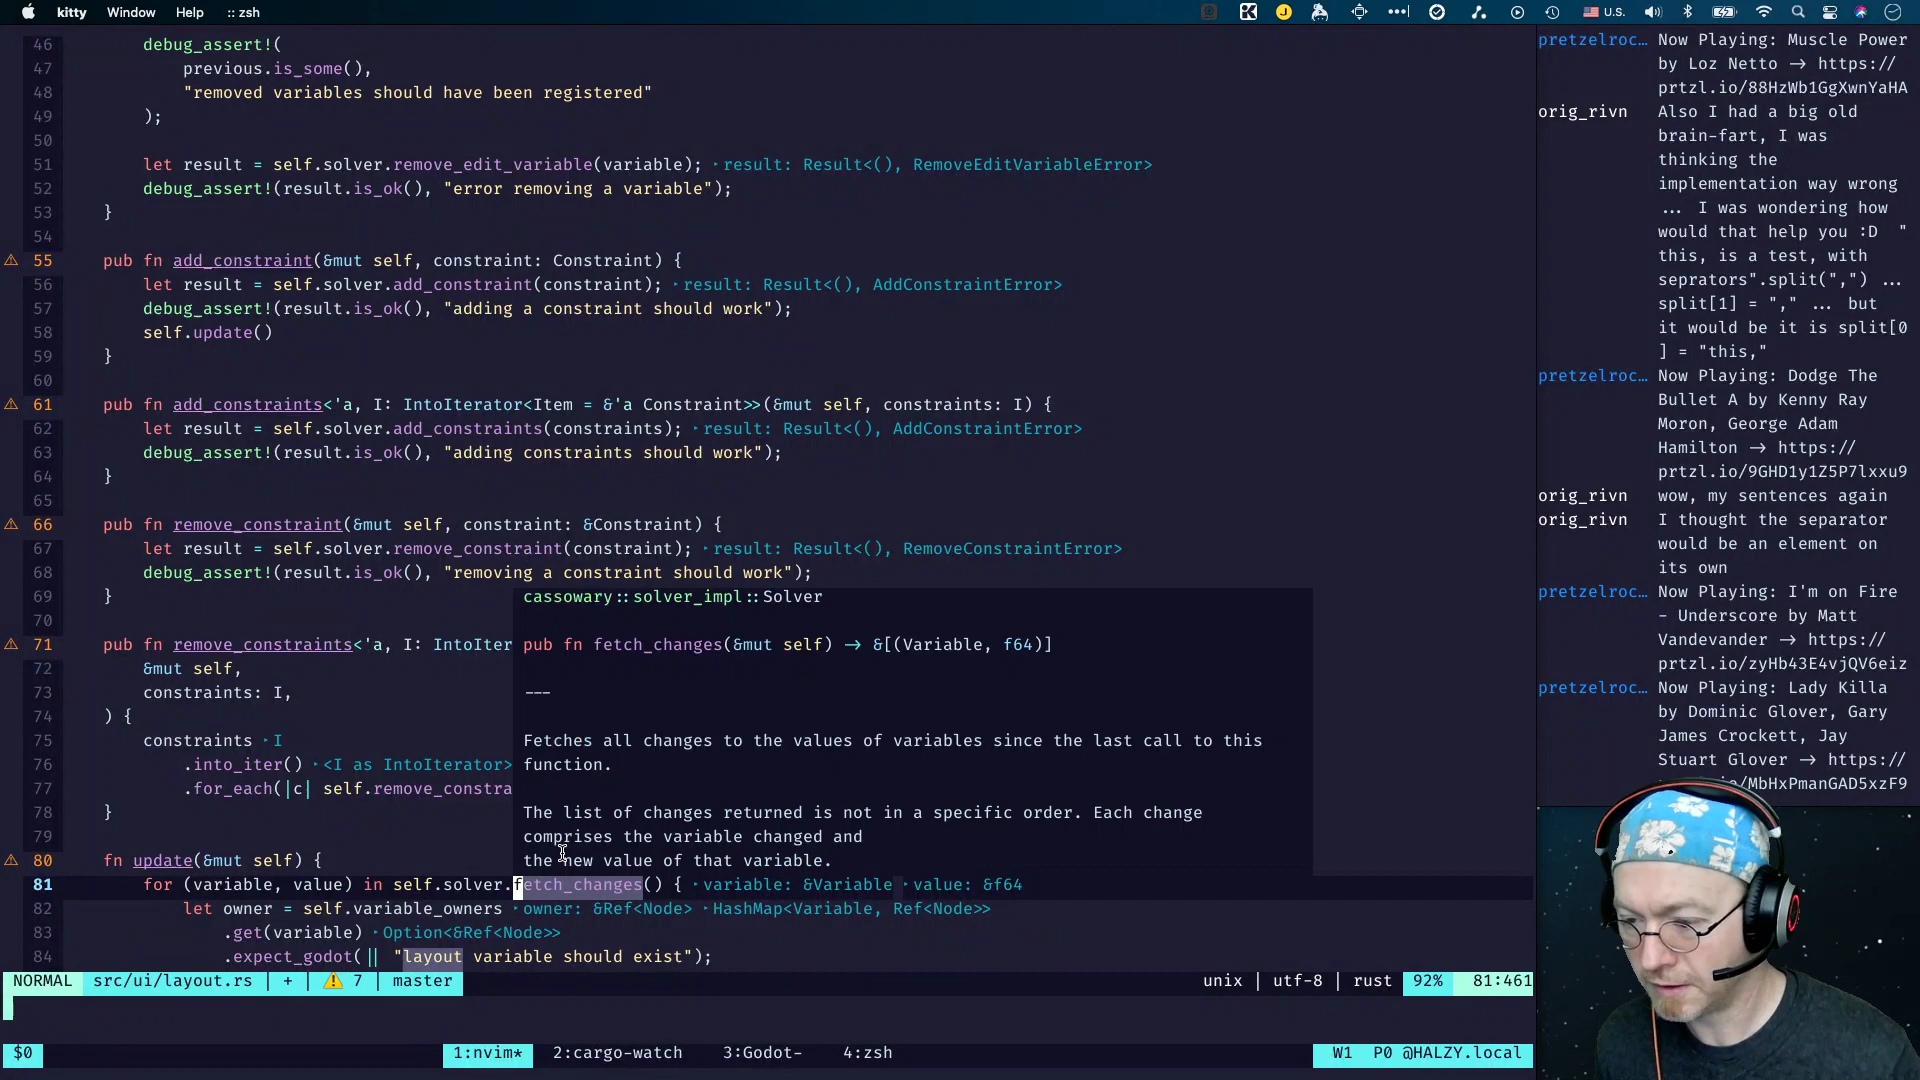 kitty Window Help :: zsh
U.S.
46 debug_assert!(
47 previous.is_some(),
48 "removed variables should have been registered"
49 );
50
51 let result = self.solver.remove_edit_variable(variable); ‣result: Result<(), RemoveEditVariableError>
52 debug_assert!(result.is_ok(), "error removing a variable");
53 }
54
55 pub fn add_constraint(&mut self, constraint: Constraint) {
56 let result = self.solver.add_constraint(constraint); ‣result: Result<(), AddConstraintError>
57 debug_assert!(result.is_ok(), "adding a constraint should work");
58 self.update()
59 }
60
61 pub fn add_constraints<'a, I: IntoIterator<Item = &'a Constraint>>(&mut self, constraints: I) {
62 let result = self.solver.add_constraints(constraints); ‣result: Result<(), AddConstraintError>
63 debug_assert!(result.is_ok(), "adding constraints should work");
64 }
65
66 pub fn remove_constraint(&mut self, constraint: &Constraint) {
67 let result = self.solver.remove_constraint(constraint); ‣result: Result<(), RemoveConstraintError>
68 debug_assert!(result.is_ok(), "removing a constraint should work");
69 }
70
71 pub fn remove_constraints<'a, I: IntoIter
72 &mut self,
73 constraints: I,
74 ) {
75 constraints ‣I
76 .into_iter() ‣<I as IntoIterator>
77 .for_each(|c| self.remove_constra
78 }
79
80 fn update(&mut self) {
81 for (variable, value) in self.solver.fetch_changes() { ‣variable: &Variable ‣value: &f64
82 let owner = self.variable_owners ‣owner: &Ref<Node> ‣HashMap<Variable, Ref<Node>>
83 .get(variable) ‣Option<&Ref<Node>>
84 .expect_godot(|| "layout variable should exist");
cassowary::solver_impl::Solver
pub fn fetch_changes(&mut self) → &[(Variable, f64)]
---
Fetches all changes to the values of variables since the last call to this
function.
The list of changes returned is not in a specific order. Each change
comprises the variable changed and
the new value of that variable.
NORMAL src/ui/layout.rs | + | ⚠ 7 | master
unix | utf-8 | rust 92% 81:461
$0 1:nvim* 2:cargo-watch 3:Godot- 4:zsh W1 P0 @HALZY.local
pretzelroc… Now Playing: Muscle Power
by Loz Netto → https://
prtzl.io/88HzWb1GgXwnYaHA
orig_rivn Also I had a big old
brain-fart, I was
thinking the
implementation way wrong
... I was wondering how
would that help you :D "
this, is a test, with
seprators".split(",") ...
split[1] = "," ... but
it would be it is split[0
] = "this,"
pretzelroc… Now Playing: Dodge The
Bullet A by Kenny Ray
Moron, George Adam
Hamilton → https://
prtzl.io/9GHD1y1Z5P7lxxu9
orig_rivn wow, my sentences again
orig_rivn I thought the separator
would be an element on
its own
pretzelroc… Now Playing: I'm on Fire
- Underscore by Matt
Vandevander → https://
prtzl.io/zyHb43E4vjQV6eiz
pretzelroc… Now Playing: Lady Killa
by Dominic Glover, Gary
James Crockett, Jay
Stuart Glover → https://
/MbHxPmanGAD5xzF9